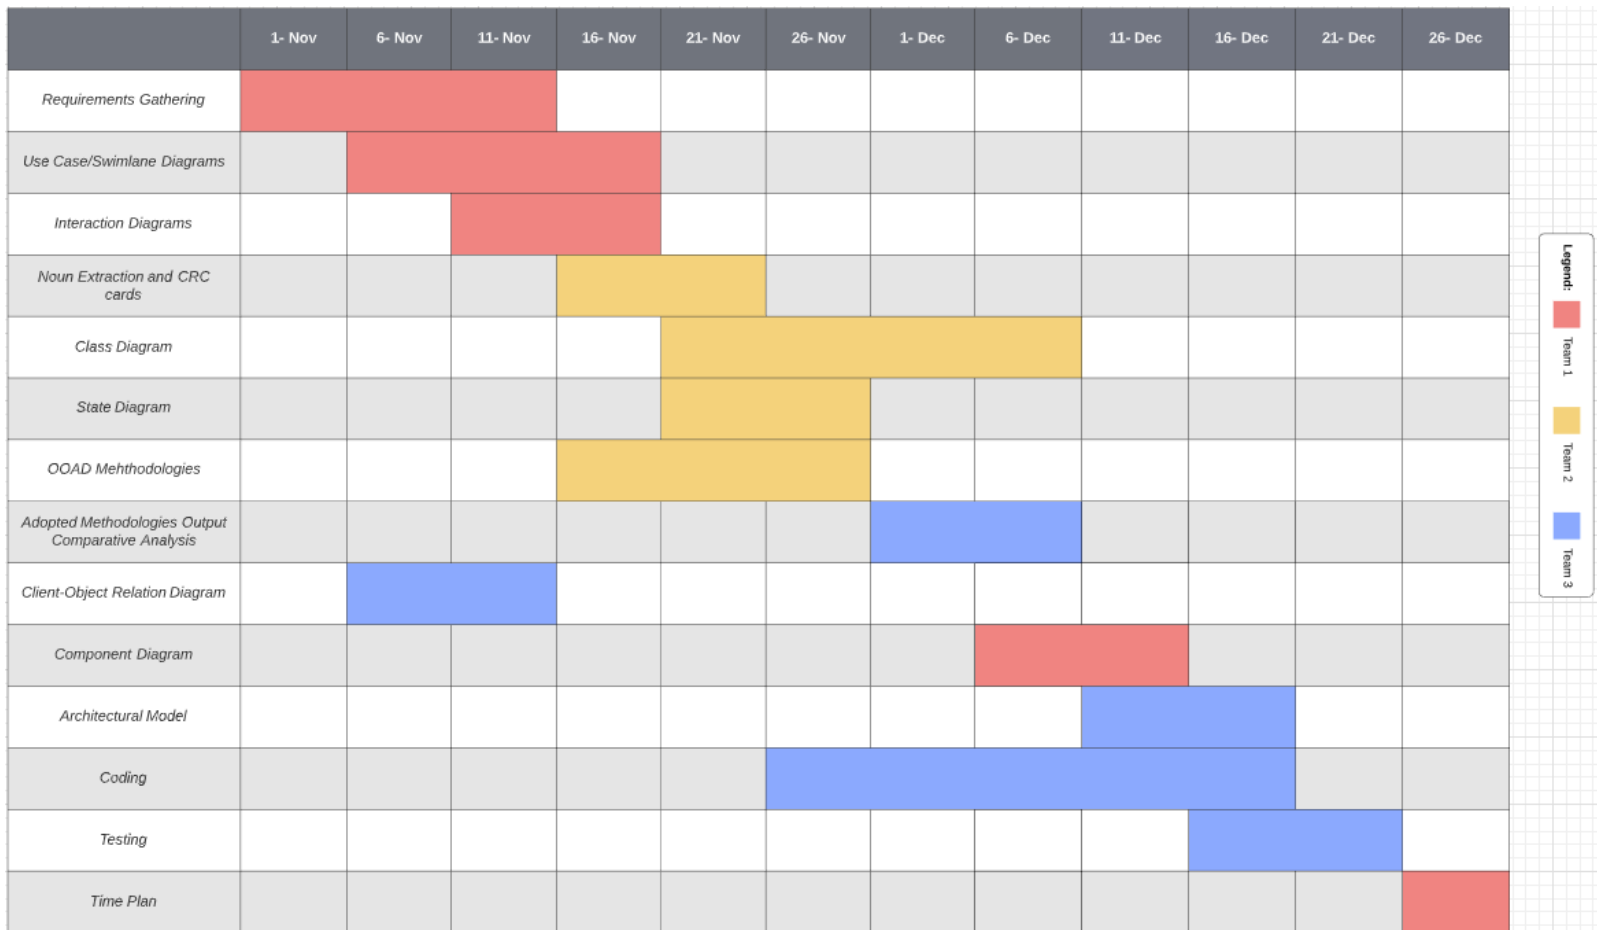 1- Nov
6- Nov
11- Nov
16- Nov
21- Nov
26- Nov
1- Dec
6- Dec
11- Dec
16- Dec
21- Dec
26- Dec
Requirements Gathering
Use Case/Swimlane Diagrams
Interaction Diagrams
Noun Extraction and CRC
cards
Class Diagram
State Diagram
OOAD Mehthodologies
Adopted Methodologies Output
Comparative Analysis
Client-Object Relation Diagram
Component Diagram
Architectural Model
Coding
Testing
Time Plan
Legend:
Team 1
Team 2
Team 3